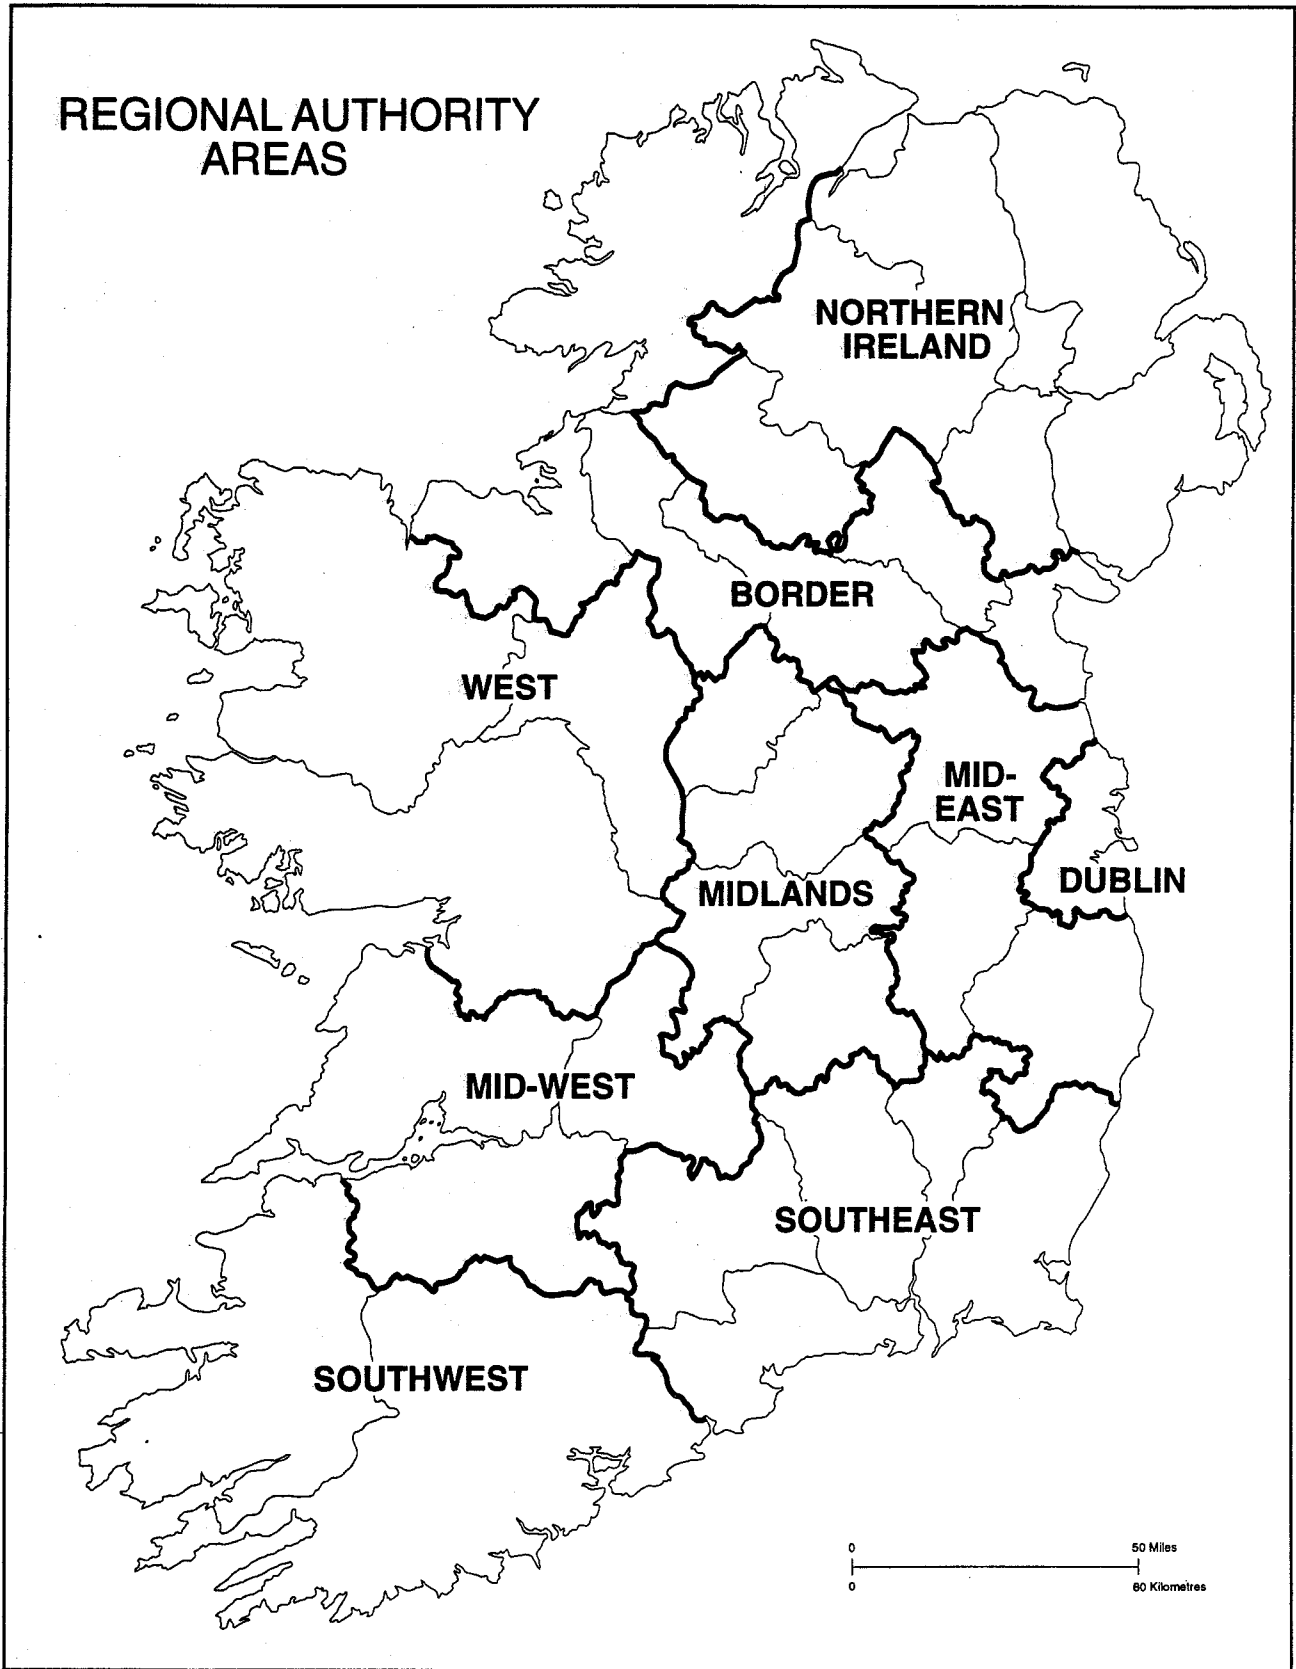 REGIONAL AUTHORITY
AREAS
NORTHERN
IRELAND
BORDER
WEST
MID-
EAST
DUBLIN
MIDLANDS
MID-WEST
SOUTHEAST
SOUTHWEST
0 50 Miles
0 80 Kilometres